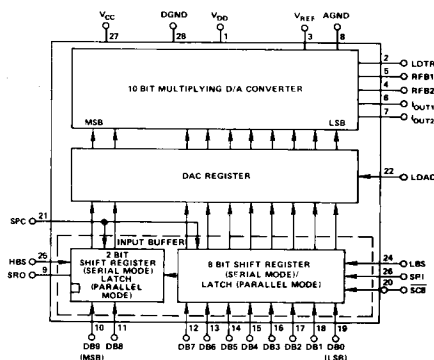 VCC DGND VDD VREF AGND
27 28 1 3 8
2 LDTR
5 RFB1
4 RFB2
6 IOUT1
7 IOUT2
10 BIT MULTIPLYING D/A CONVERTER
MSB LSB
DAC REGISTER
22 LDAC
SPC 21
INPUT BUFFER
2 BIT
SHIFT REGISTER
(SERIAL MODE)
LATCH
(PARALLEL
MODE)
8 BIT SHIFT REGISTER
(SERIAL MODE)/
LATCH (PARALLEL MODE)
HBS 25
SRO 9
24 LBS
26 SPI
20 SCB
10 11 12 13 14 15 16 17 18 19
DB9 DB8 DB7 DB6 DB5 DB4 DB3 DB2 DB1 DB0
(MSB) (LSB)